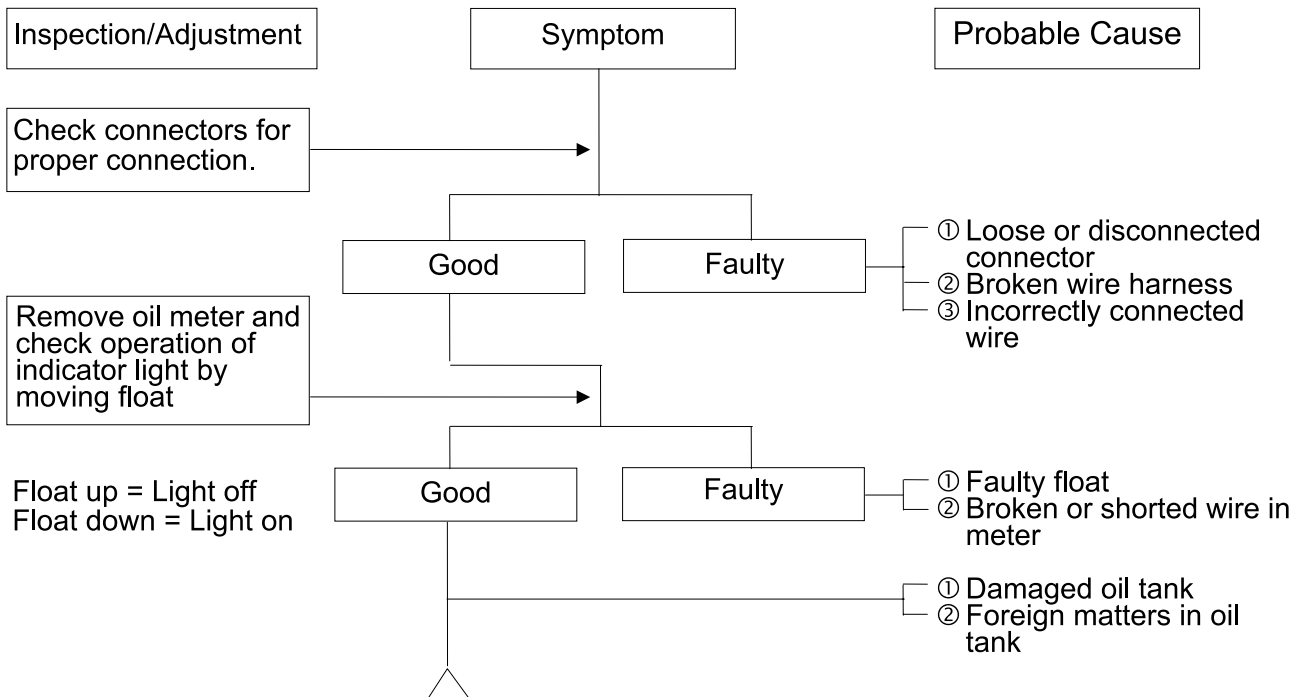 Inspection/Adjustment
Symptom
Probable Cause
Check connectors for
proper connection.
Good
Faulty
① Loose or disconnected
connector
② Broken wire harness
③ Incorrectly connected
wire
Remove oil meter and
check operation of
indicator light by
moving float
Float up = Light off
Float down = Light on
Good
Faulty
① Faulty float
② Broken or shorted wire in
meter
① Damaged oil tank
② Foreign matters in oil
tank